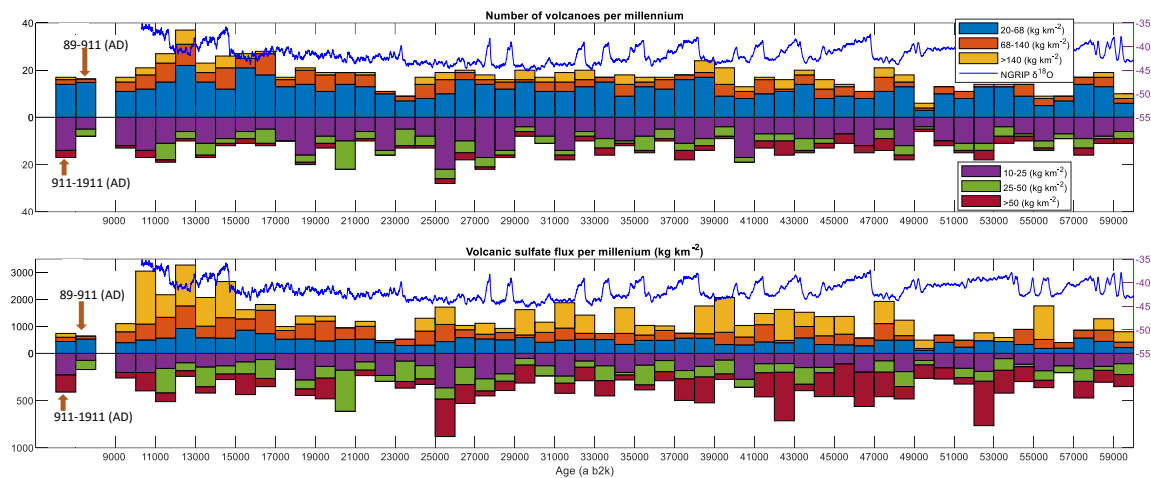 Number of volcanoes per millennium
40
20
0
20
40
-35
-40
-45
-50
-55
89-911 (AD)
911-1911 (AD)
20-68 (kg km-2)
68-140 (kg km-2)
>140 (kg km-2)
NGRIP δ18O
10-25 (kg km-2)
25-50 (kg km-2)
>50 (kg km-2)
9000 11000 13000 15000 17000 19000 21000 23000 25000 27000 29000 31000 33000 35000 37000 39000 41000 43000 45000 47000 49000 51000 53000 55000 57000 59000
Volcanic sulfate flux per millenium (kg km-2)
3000
2000
1000
0
500
1000
-35
-40
-45
-50
-55
89-911 (AD)
911-1911 (AD)
9000 11000 13000 15000 17000 19000 21000 23000 25000 27000 29000 31000 33000 35000 37000 39000 41000 43000 45000 47000 49000 51000 53000 55000 57000 59000
Age (a b2k)